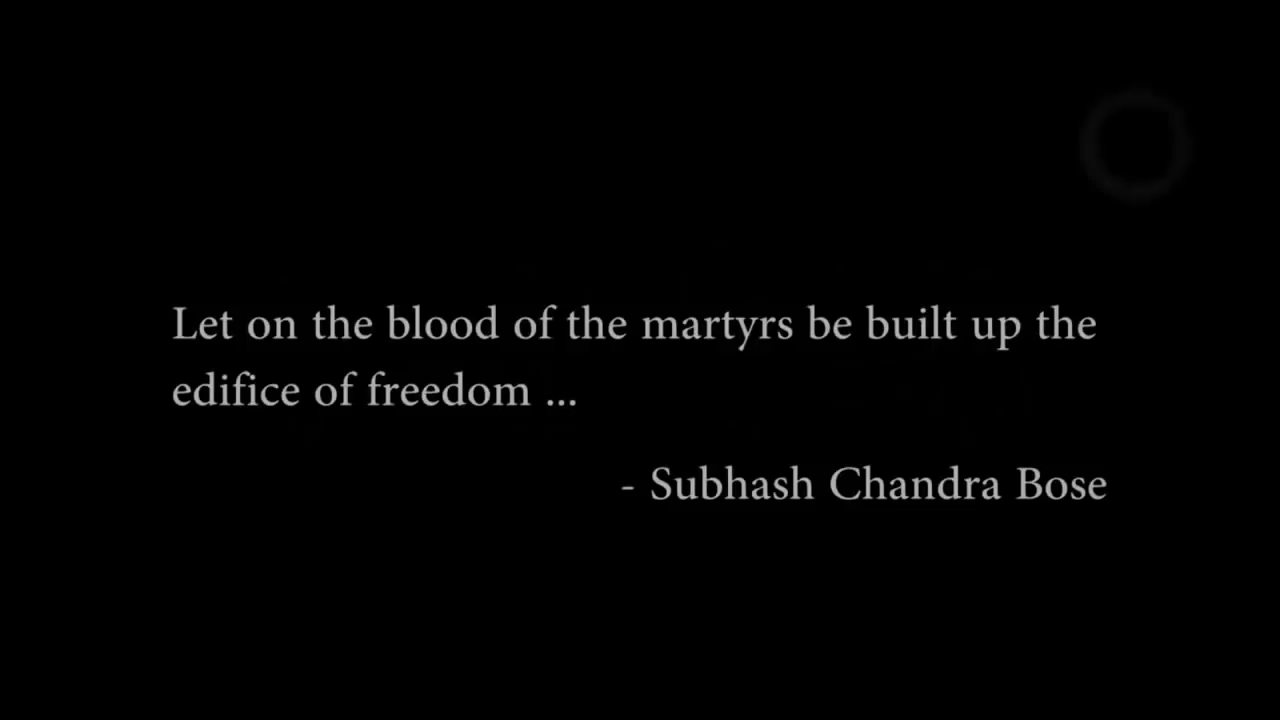 Let on the blood of the martyrs be built up the
edifice of freedom ...
- Subhash Chandra Bose